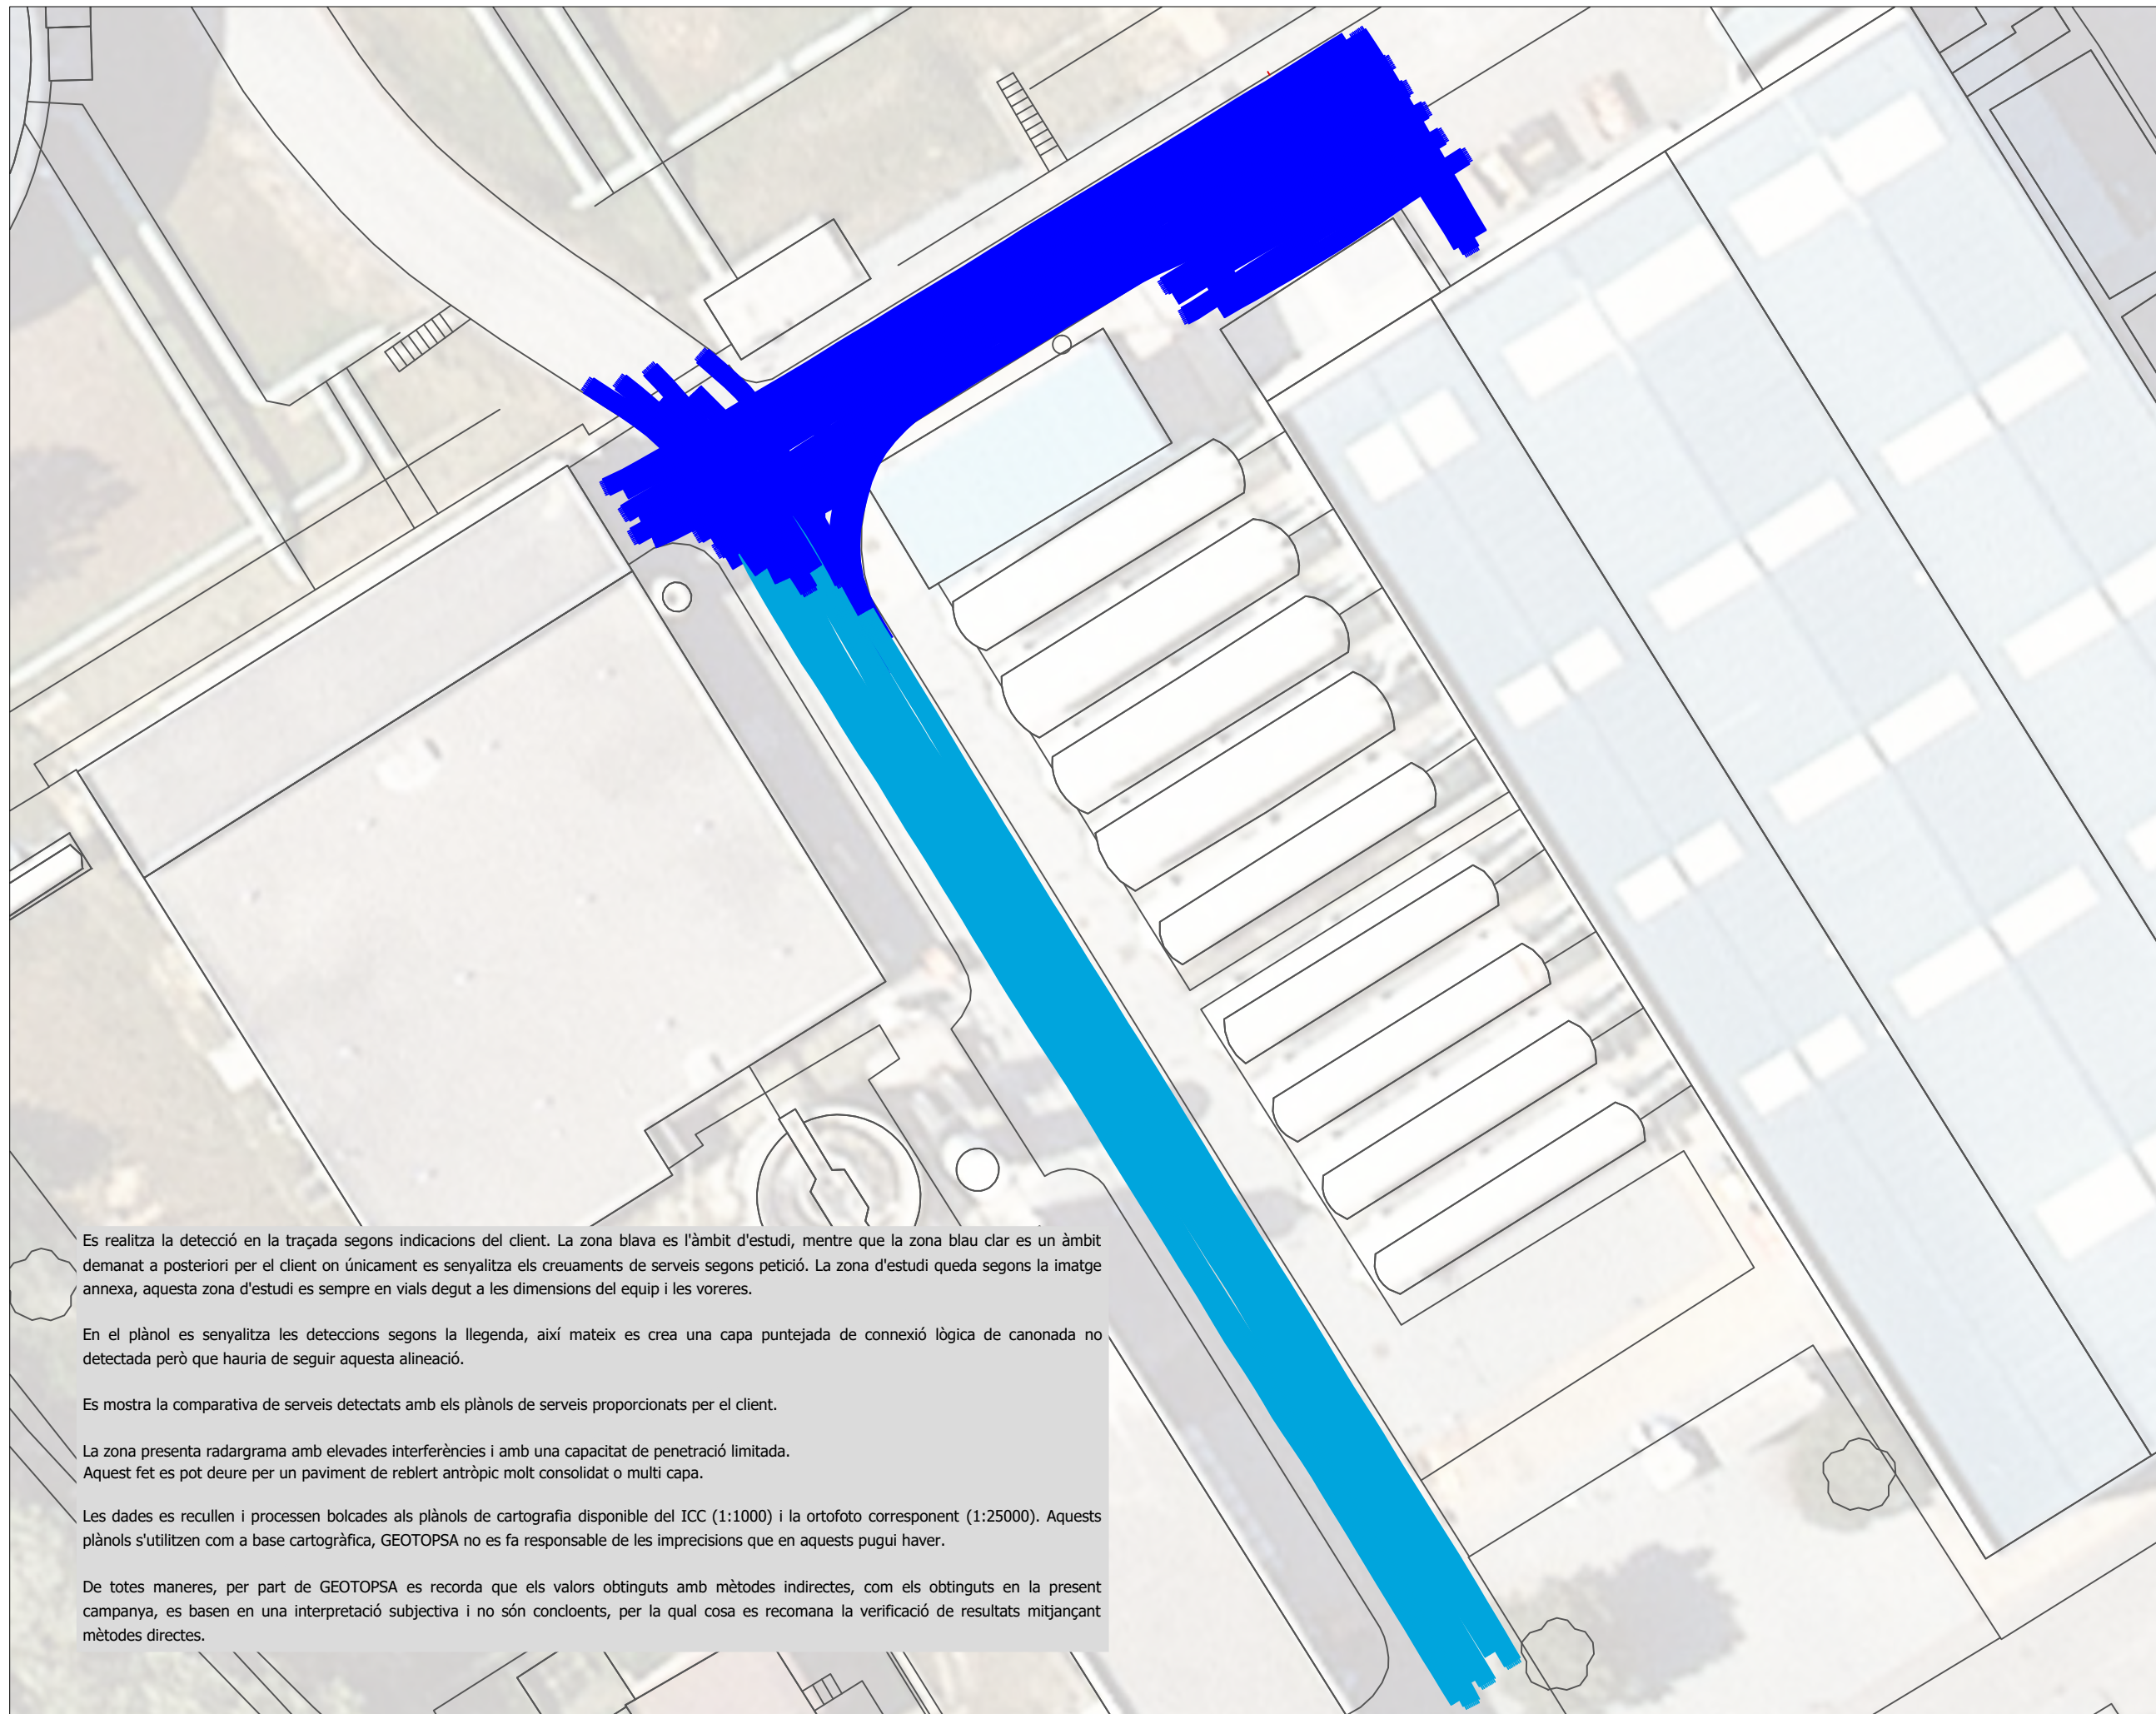 Es realitza la detecció en la traçada segons indicacions del client. La zona blava es l'àmbit d'estudi, mentre que la zona blau clar es un àmbit
demanat a posteriori per el client on únicament es senyalitza els creuaments de serveis segons petició. La zona d'estudi queda segons la imatge
annexa, aquesta zona d'estudi es sempre en vials degut a les dimensions del equip i les voreres.
En el plànol es senyalitza les deteccions segons la llegenda, així mateix es crea una capa puntejada de connexió lògica de canonada no
detectada però que hauria de seguir aquesta alineació.
Es mostra la comparativa de serveis detectats amb els plànols de serveis proporcionats per el client.
La zona presenta radargrama amb elevades interferències i amb una capacitat de penetració limitada.
Aquest fet es pot deure per un paviment de reblert antròpic molt consolidat o multi capa.
Les dades es recullen i processen bolcades als plànols de cartografia disponible del ICC (1:1000) i la ortofoto corresponent (1:25000). Aquests
plànols s'utilitzen com a base cartogràfica, GEOTOPSA no es fa responsable de les imprecisions que en aquests pugui haver.
De totes maneres, per part de GEOTOPSA es recorda que els valors obtinguts amb mètodes indirectes, com els obtinguts en la present
campanya, es basen en una interpretació subjectiva i no són concloents, per la qual cosa es recomana la verificació de resultats mitjançant
mètodes directes.